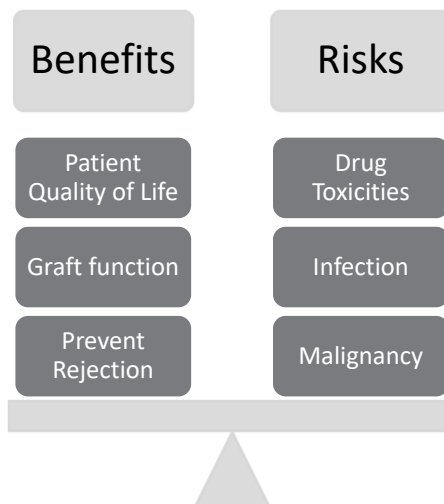 Benefits
Risks
Patient
Quality of Life
Drug
Toxicities
Graft function
Infection
Prevent
Rejection
Malignancy